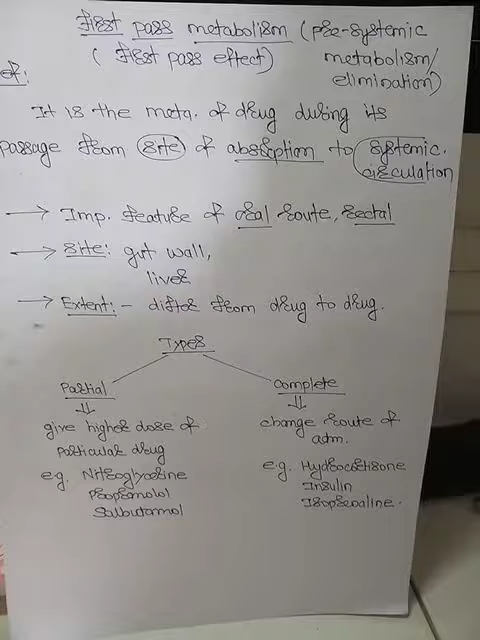 First pass metabolism (pre-systemic
( First pass effect) metabolism/
elimination)
ef:
It is the meta. of drug during its
passage from site of absorption to systemic.
circulation
→ Imp. feature of oral route, rectal
→ Site: gut wall,
liver
→ Extent:- differ from drug to drug.
Types
Partial
⇓
give higher dose of
particular drug
e.g. Nitroglycerine
propranolol
Salbutamol
complete
⇓
change route of
adm.
e.g. Hydrocortisone
Insulin
Isoprenaline.